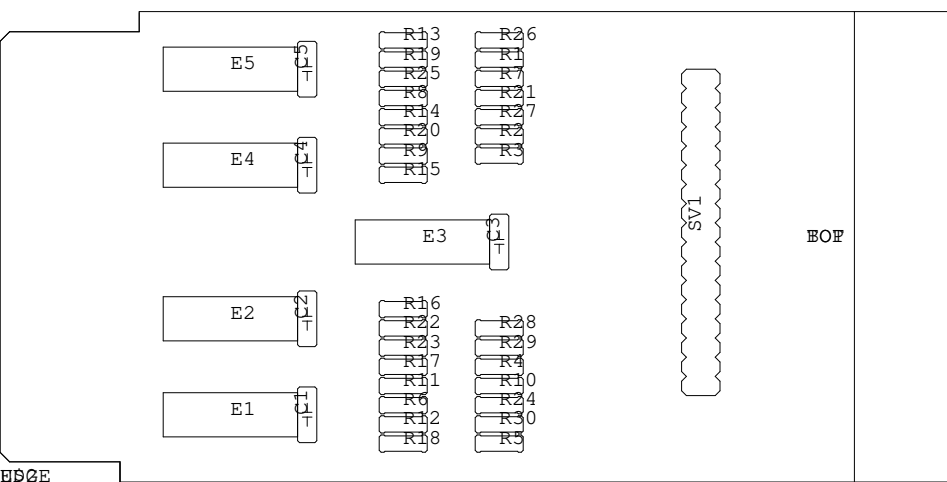 R13 R26
R19 R1
E5 C5 R25 R7
R8 R21
R14 R27
R20 R2
E4 C4 R9 R3
R15
SV1
E3 C3
R16
E2 C2 R22 R28
R23 R29
R17 R4
R11 R10
E1 C1 R6 R24
R12 R30
R18 R5